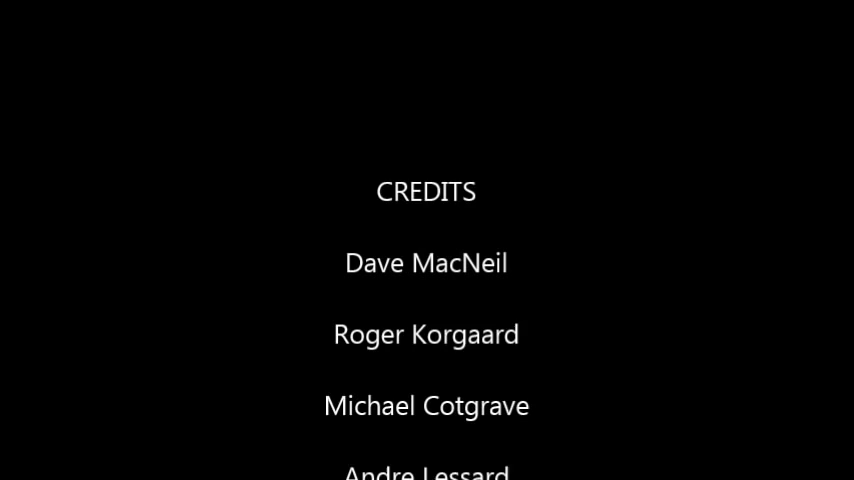 CREDITS
Dave MacNeil
Roger Korgaard
Michael Cotgrave
Andre Lessard